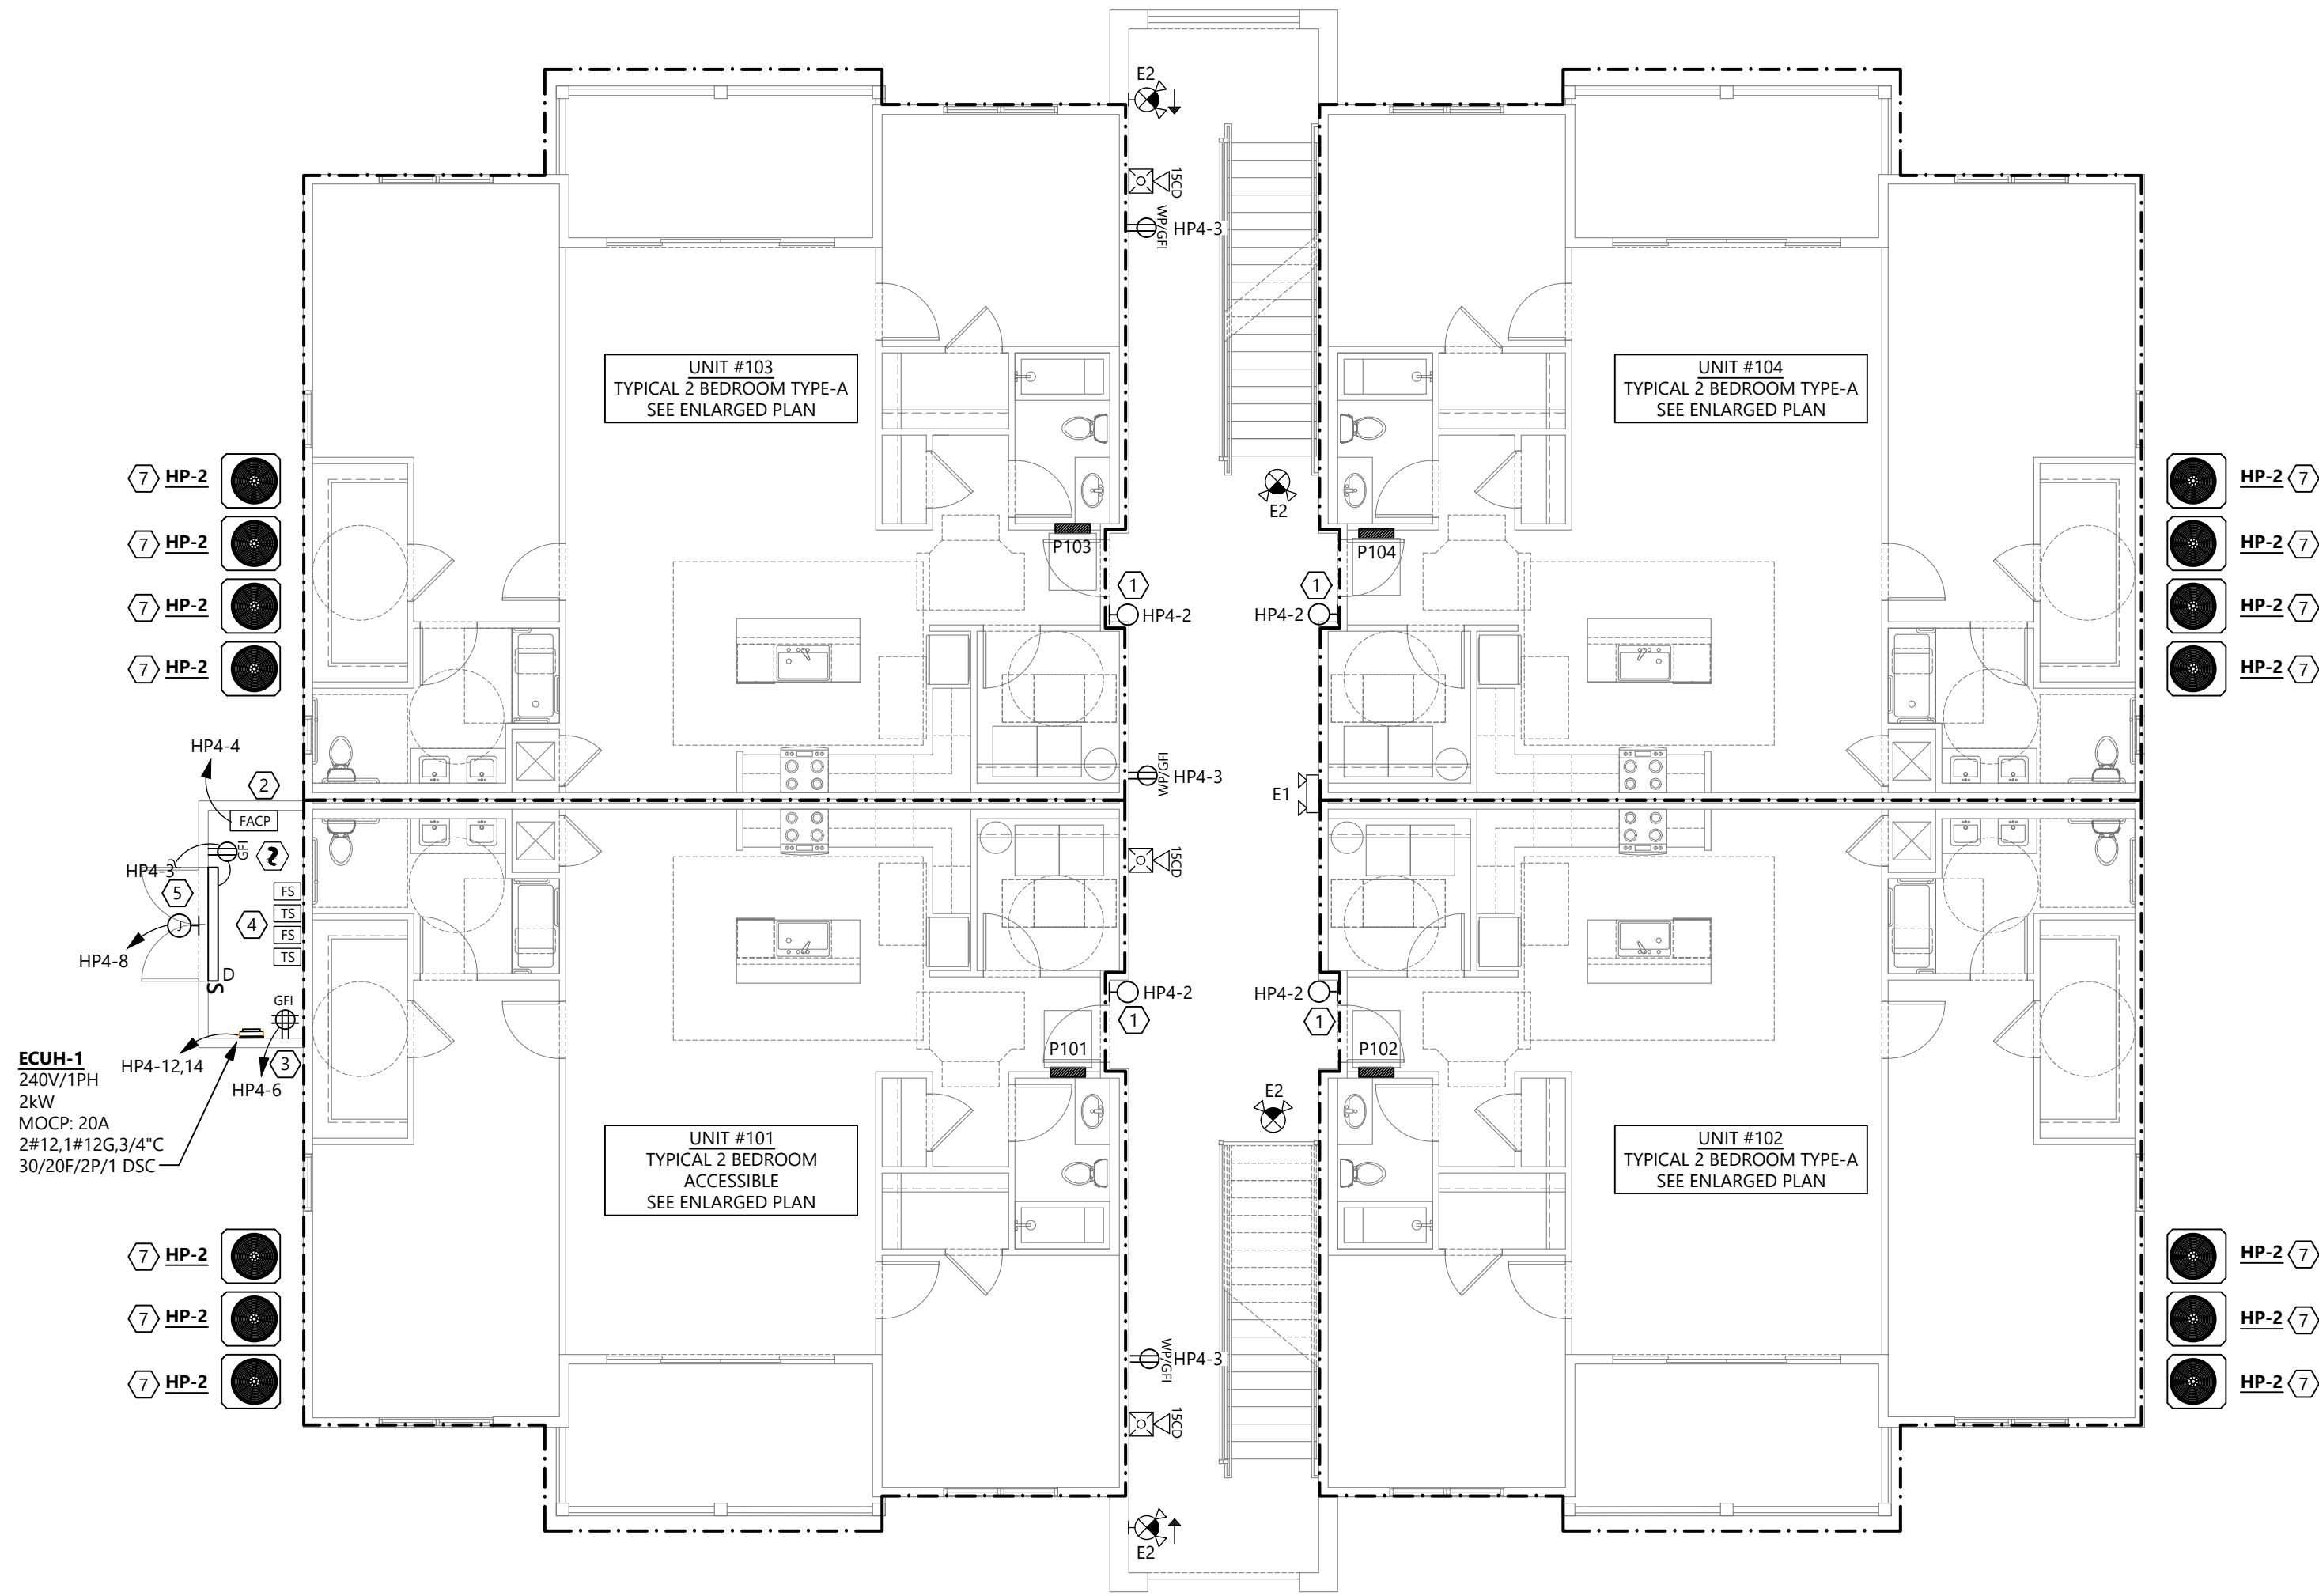 E2
15CD
WP/GFI
HP4-3
UNIT #103
TYPICAL 2 BEDROOM TYPE-A
SEE ENLARGED PLAN
UNIT #104
TYPICAL 2 BEDROOM TYPE-A
SEE ENLARGED PLAN
7 HP-2
HP-2 7
E2
7 HP-2
HP-2 7
P103
P104
7 HP-2
1
1
HP-2 7
HP4-2
HP4-2
7 HP-2
HP-2 7
HP4-4
2
WP/GFI
HP4-3
E1
FACP
GFI
2
15CD
HP4-3
5
FS
TS
4
FS
TS
J
HP4-8
D
S
HP4-2
HP4-2
GFI
1
1
P101
P102
ECUH-1
240V/1PH
2kW
MOCP: 20A
2#12,1#12G,3/4"C
30/20F/2P/1 DSC
HP4-12,14
HP4-6
3
E2
UNIT #101
TYPICAL 2 BEDROOM
ACCESSIBLE
SEE ENLARGED PLAN
UNIT #102
TYPICAL 2 BEDROOM TYPE-A
SEE ENLARGED PLAN
7 HP-2
HP-2 7
7 HP-2
HP-2 7
WP/GFI
HP4-3
7 HP-2
HP-2 7
15CD
E2